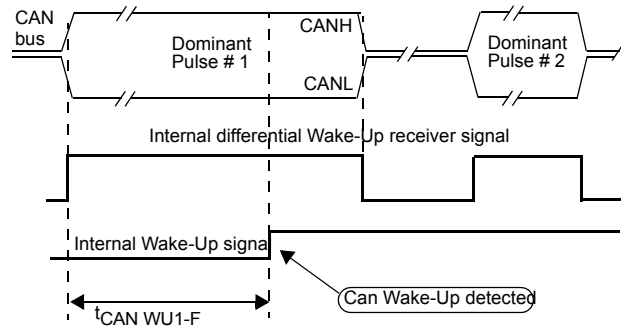 CAN
bus
CANH
Dominant
Pulse # 1
CANL
Dominant
Pulse # 2
Internal differential Wake-Up receiver signal
Internal Wake-Up signa
tCAN WU1-F
Can Wake-Up detected